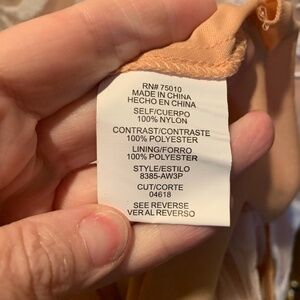 RN# 75010
MADE IN CHINA
HECHO EN CHINA
SELF/CUERPO
100% NYLON
CONTRAST/CONTRASTE
100% POLYESTER
LINING/FORRO
100% POLYESTER
STYLE/ESTILO
8385-AW3P
CUT/CORTE
04618
SEE REVERSE
VER AL REVERSO